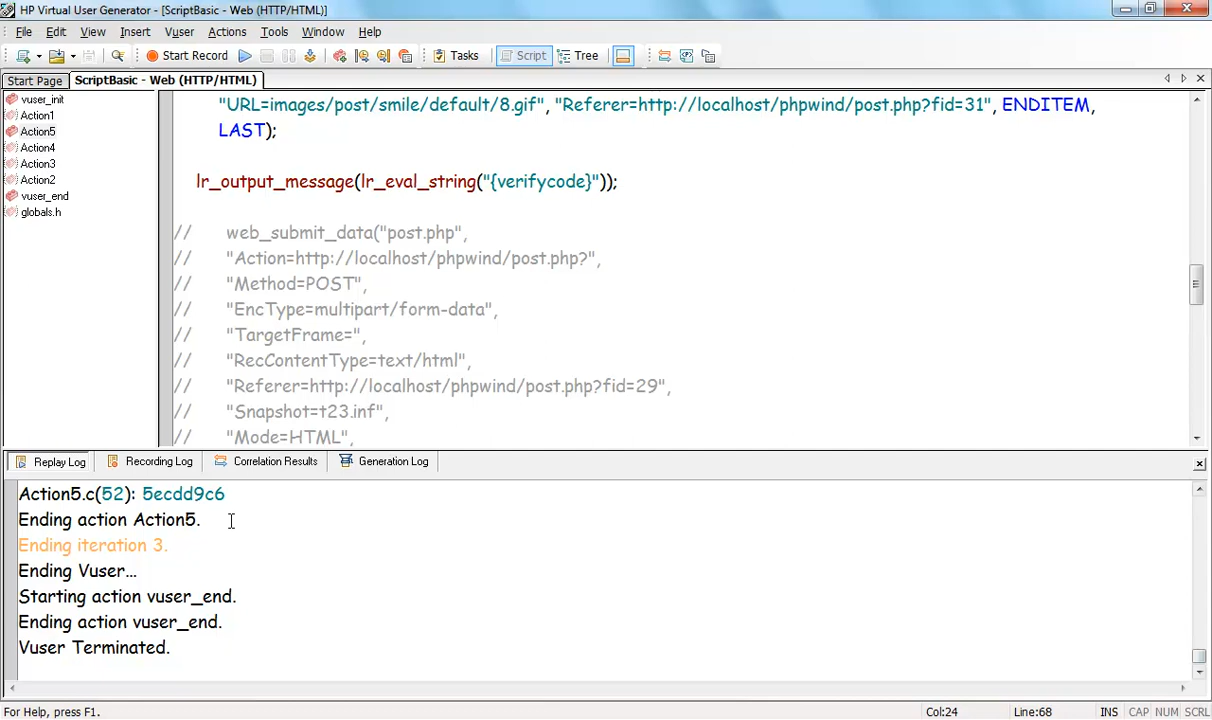 HP Virtual User Generator - [ScriptBasic - Web (HTTP/HTML)]
File Edit View Insert Vuser Actions Tools Window Help
Start Record Tasks Script Tree
Start Page ScriptBasic - Web (HTTP/HTML)
vuser_init
Action1
Action5
Action4
Action3
Action2
vuser_end
globals.h
"URL=images/post/smile/default/8.gif", "Referer=http://localhost/phpwind/post.php?fid=31", ENDITEM,
LAST);
lr_output_message(lr_eval_string("{verifycode}"));
// web_submit_data("post.php",
// "Action=http://localhost/phpwind/post.php?",
// "Method=POST",
// "EncType=multipart/form-data",
// "TargetFrame=",
// "RecContentType=text/html",
// "Referer=http://localhost/phpwind/post.php?fid=29",
// "Snapshot=t23.inf",
// "Mode=HTML",
Replay Log Recording Log Correlation Results Generation Log
Action5.c(52): 5ecdd9c6
Ending action Action5.
Ending iteration 3.
Ending Vuser...
Starting action vuser_end.
Ending action vuser_end.
Vuser Terminated.
For Help, press F1. Col:24 Line:68 INS CAP NUM SCRL